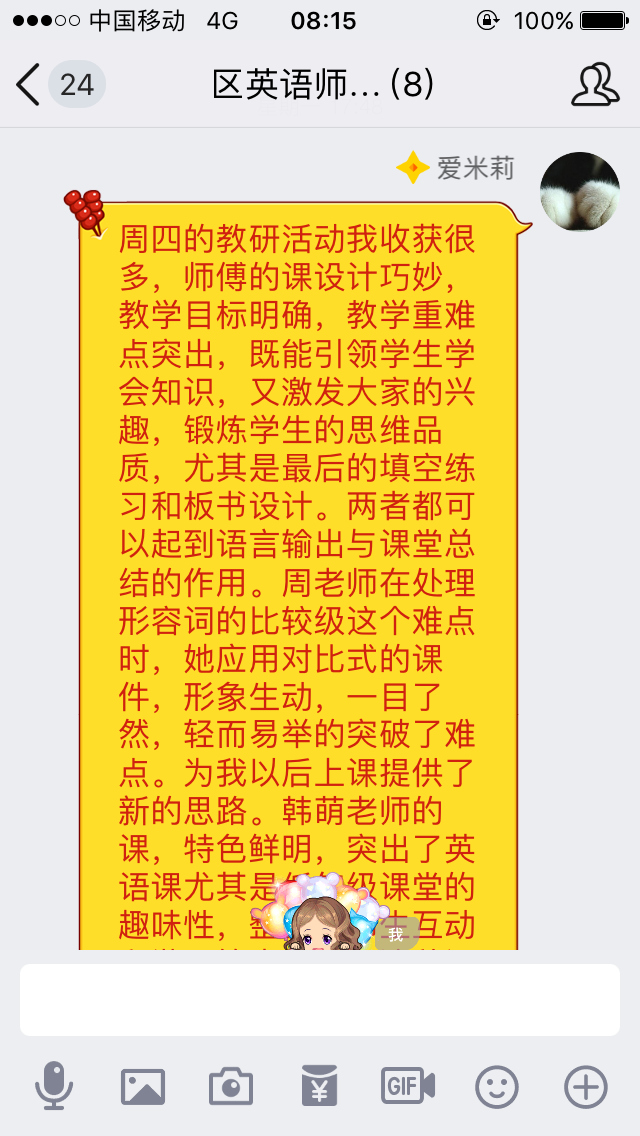 中国移动 4G 08:15 100%
24 区英语师…(8)
爱米莉
周四的教研活动我收获很
多，师傅的课设计巧妙，
教学目标明确，教学重难
点突出，既能引领学生学
会知识，又激发大家的兴
趣，锻炼学生的思维品
质，尤其是最后的填空练
习和板书设计。两者都可
以起到语言输出与课堂总
结的作用。周老师在处理
形容词的比较级这个难点
时，她应用对比式的课
件，形象生动，一目了
然，轻而易举的突破了难
点。为我以后上课提供了
新的思路。韩萌老师的
课，特色鲜明，突出了英
语课尤其是 级课堂的
趣味性， 生互动
我
GIF